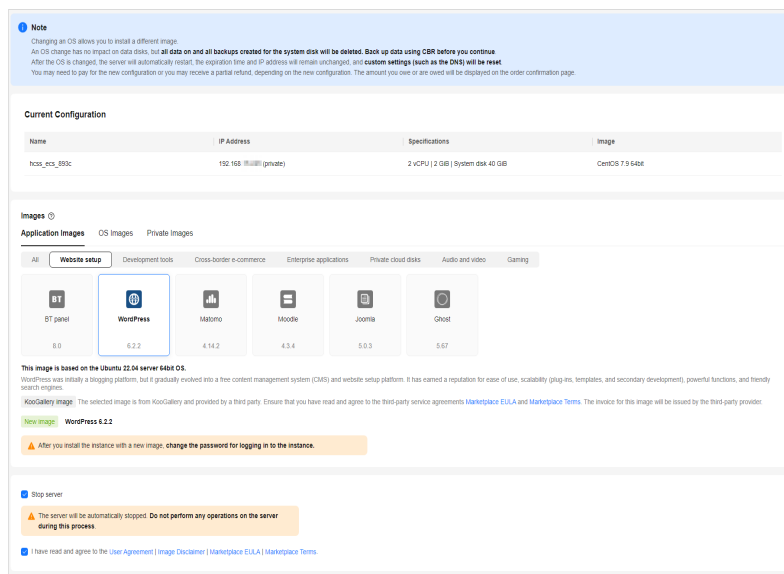 Note
Changing an OS allows you to install a different image.
An OS change has no impact on data disks, but all data on and all backups created for the system disk will be deleted. Back up data using CBR before you continue.
After the OS is changed, the server will automatically restart, the expiration time and IP address will remain unchanged, and custom settings (such as the DNS) will be reset.
You may need to pay for the new configuration or you may receive a partial refund, depending on the new configuration. The amount you owe or are owed will be displayed on the order confirmation page.
Current Configuration
Name IP Address Specifications Image
hcss_ecs_893c 192.168 (private) 2 vCPU | 2 GiB | System disk 40 GiB CentOS 7.9 64bit
Images
Application Images OS Images Private Images
All Website setup Development tools Cross-border e-commerce Enterprise applications Private cloud disks Audio and video Gaming
BT
BT panel WordPress Matomo Moodle Joomla Ghost
8.0 6.2.2 4.14.2 4.3.4 5.0.3 5.67
This image is based on the Ubuntu 22.04 server 64bit OS.
WordPress was initially a blogging platform, but it gradually evolved into a free content management system (CMS) and website setup platform. It has earned a reputation for ease of use, scalability (plug-ins, templates, and secondary development), powerful functions, and friendly
search engines.
KooGallery image The selected image is from KooGallery and provided by a third party. Ensure that you have read and agree to the third-party service agreements Marketplace EULA and Marketplace Terms. The invoice for this image will be issued by the third-party provider.
New Image WordPress 6.2.2
After you install the instance with a new image, change the password for logging in to the instance.
Stop server
The server will be automatically stopped. Do not perform any operations on the server
during this process.
I have read and agree to the User Agreement | Image Disclaimer | Marketplace EULA | Marketplace Terms.